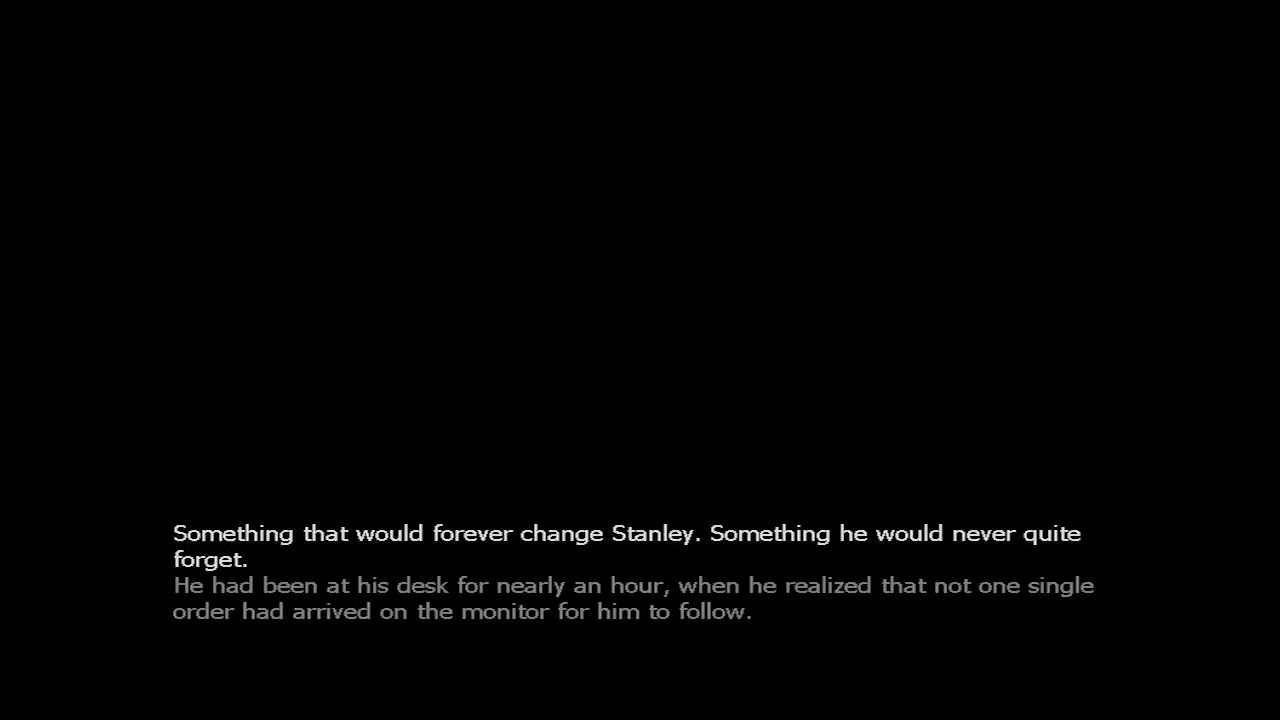 Something that would forever change Stanley. Something he would never quite
forget.
He had been at his desk for nearly an hour, when he realized that not one single
order had arrived on the monitor for him to follow.